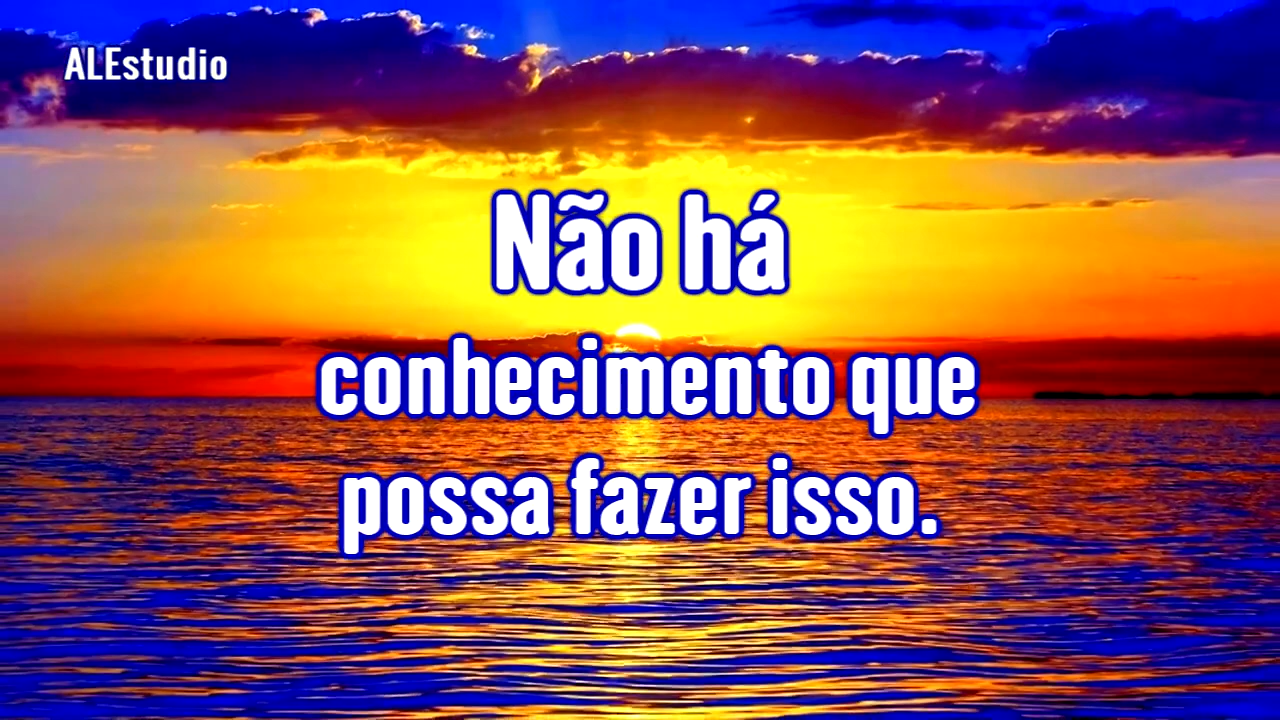 ALEstudio
Não há
conhecimento que
possa fazer isso.